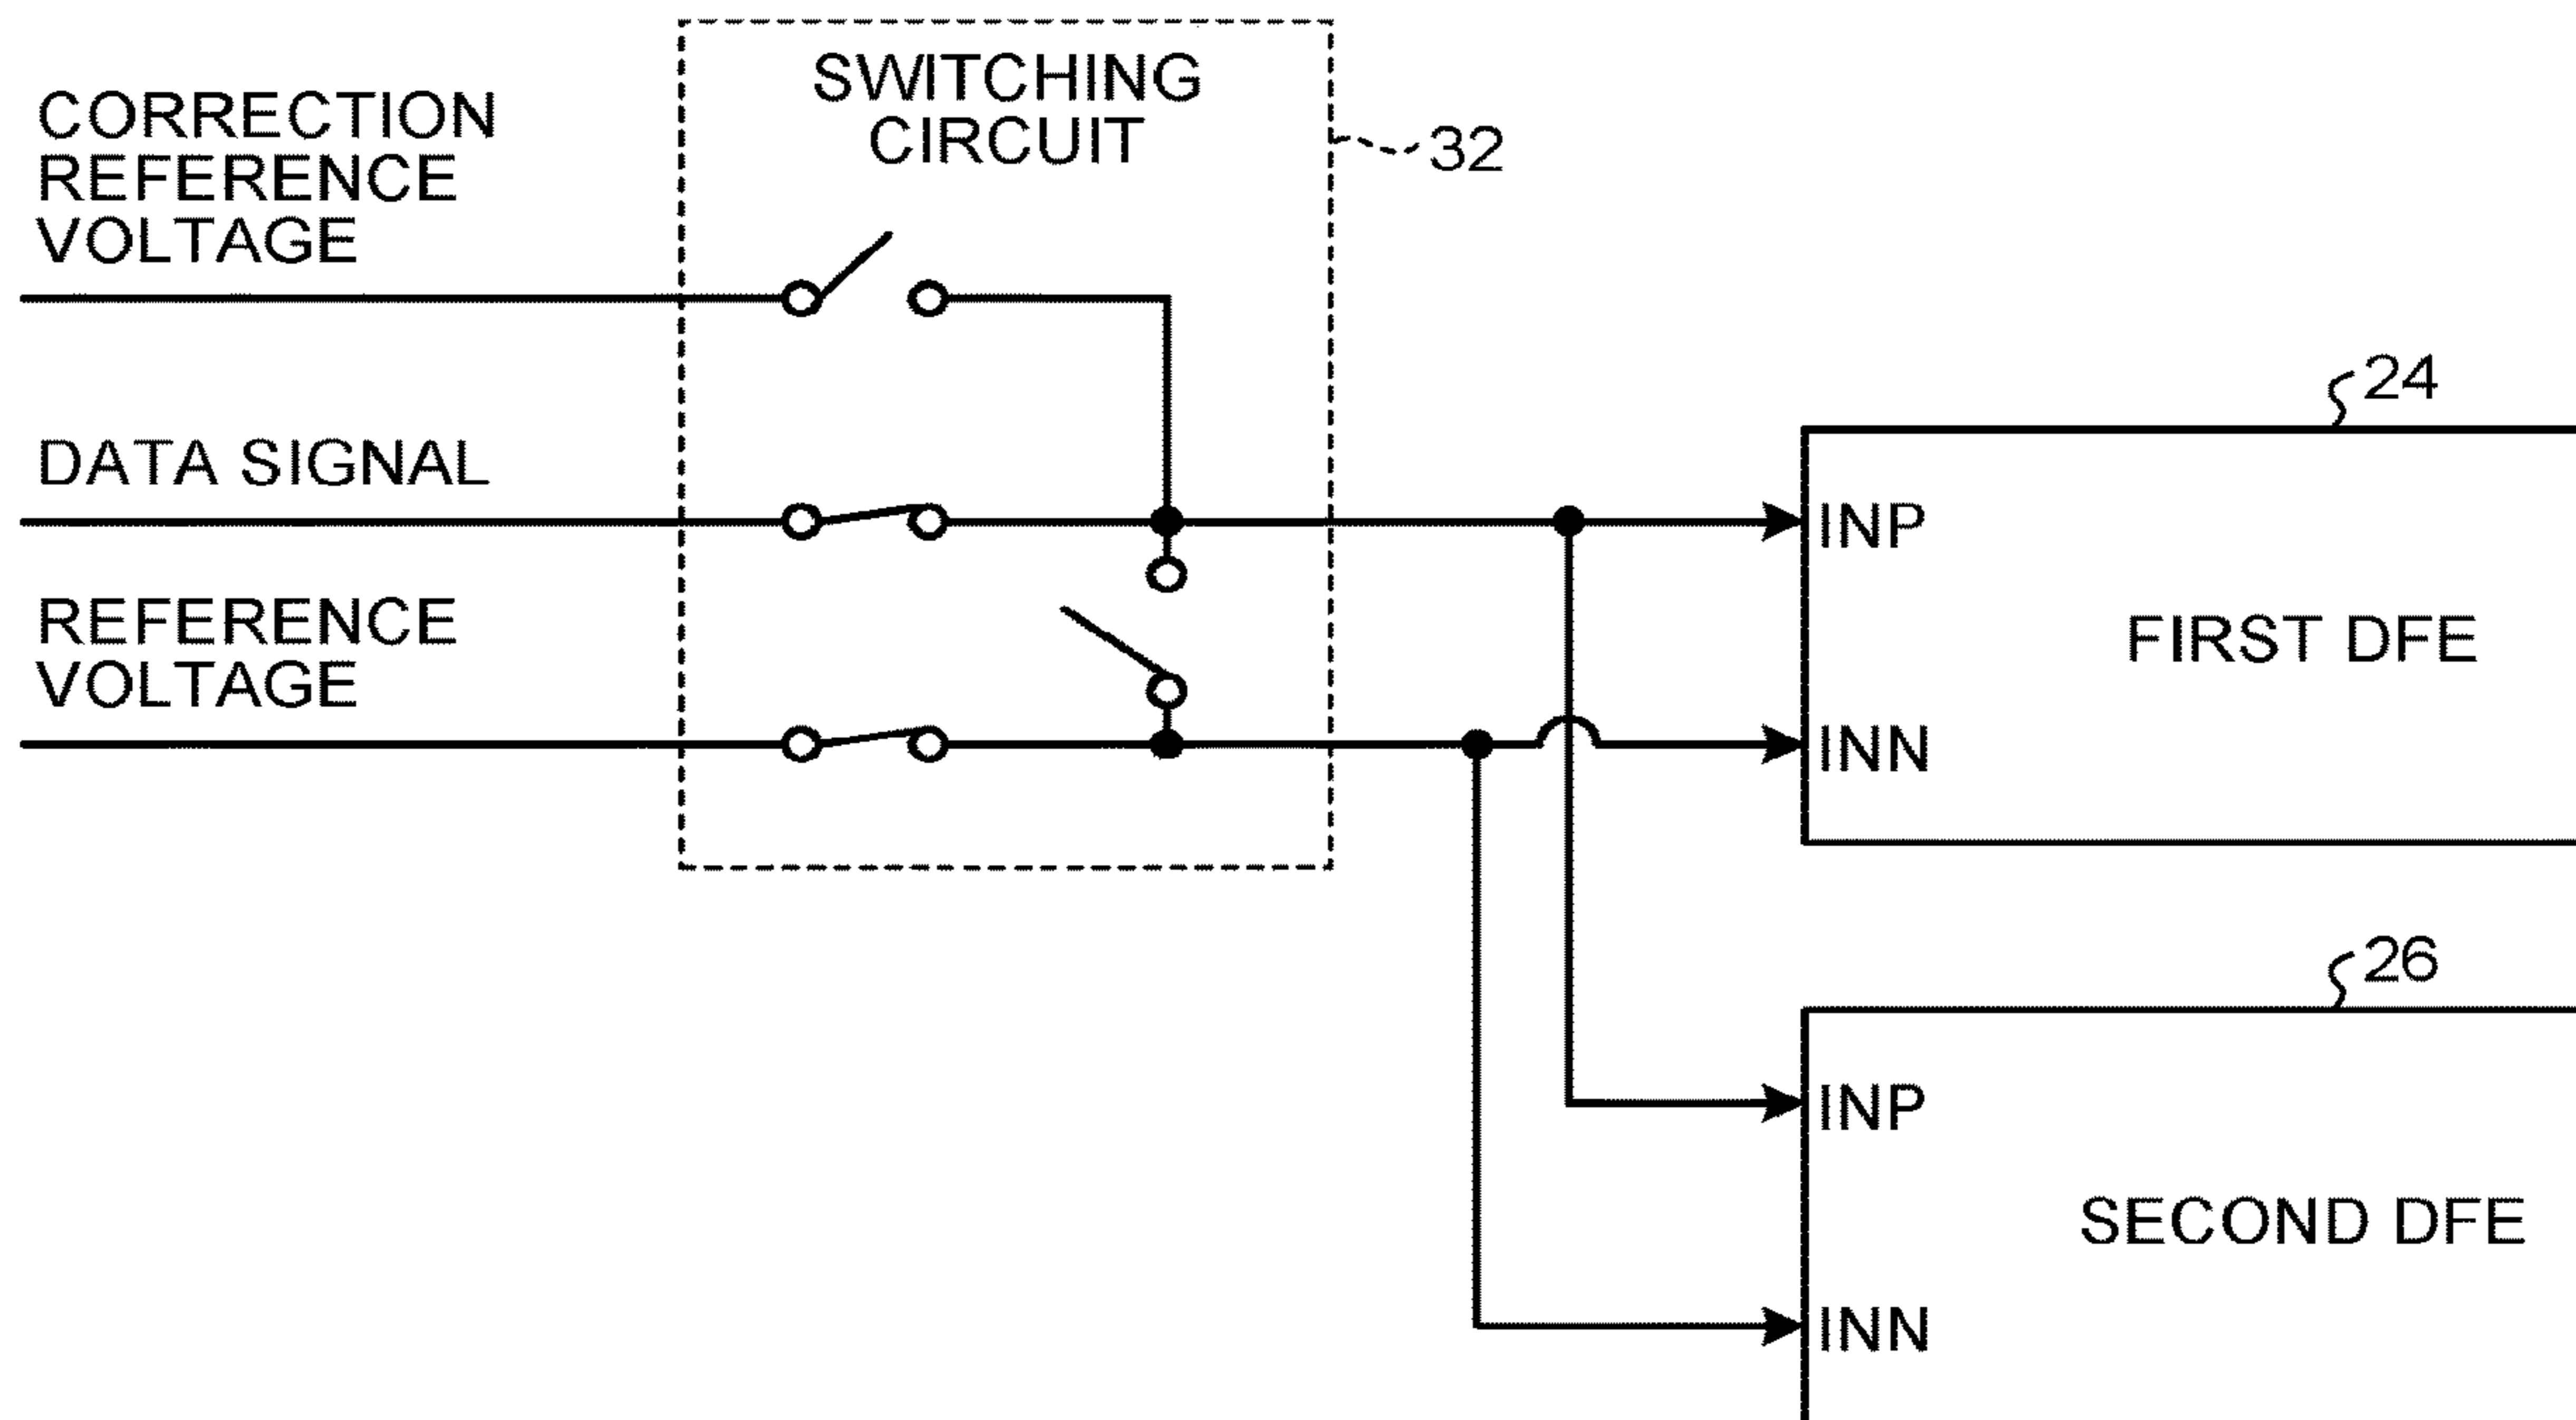 SWITCHING
CIRCUIT
32
CORRECTION
REFERENCE
VOLTAGE
DATA SIGNAL
REFERENCE
VOLTAGE
24
INP
FIRST DFE
INN
26
INP
SECOND DFE
INN